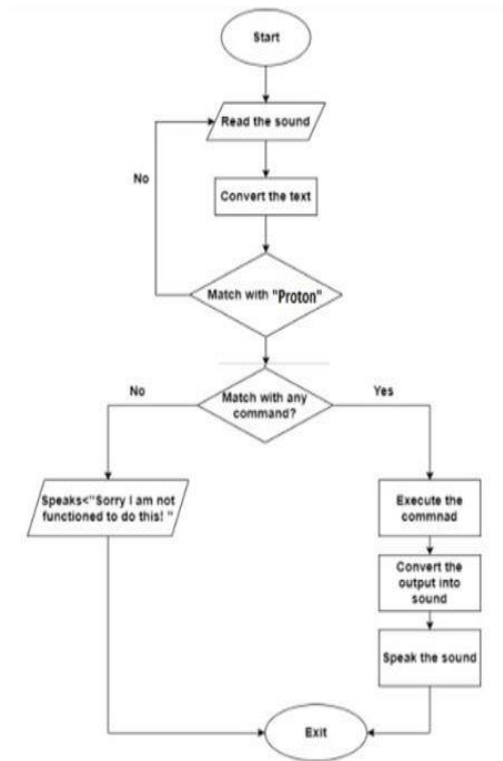 Start
Read the sound
No
Convert the text
Match with "Proton"
No
Match with any
command?
Yes
Speaks<"Sorry I am not
functioned to do this! "
Execute the
commnad
Convert the
output into
sound
Speak the sound
Exit